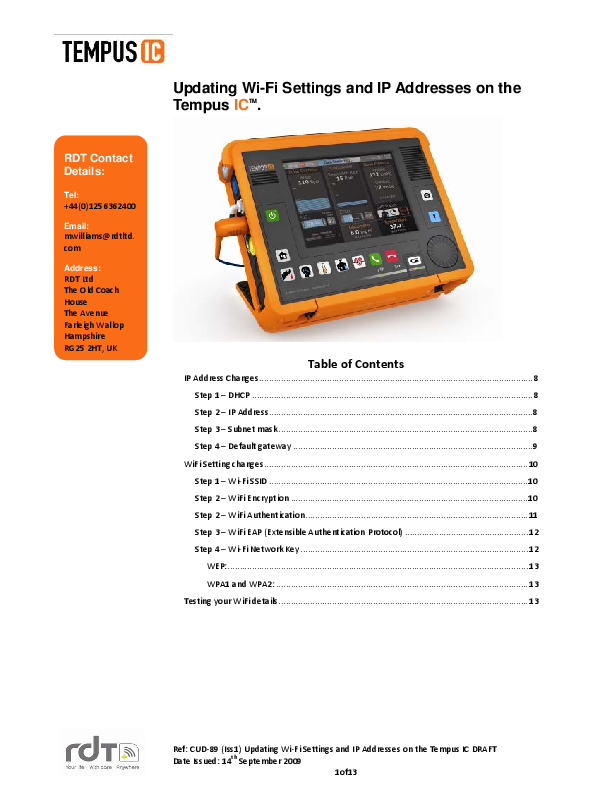 TEMPUS IC
Updating Wi-Fi Settings and IP Addresses on the
Tempus IC™.
RDT Contact
Details:
Tel:
+44(0)1256362400
Email:
mwilliams@rdtltd.
com
Address:
RDT Ltd
The Old Coach
House
The Avenue
Farleigh Wallop
Hampshire
RG25 2HT, UK
TEMPUS IC
Table of Contents
IP Address Changes 8
Step 1 – DHCP 8
Step 2 – IP Address 8
Step 3 – Subnet mask 8
Step 4 – Default gateway 9
WiFi Setting changes 10
Step 1 – Wi-Fi SSID 10
Step 2 – WiFi Encryption 10
Step 2 – WiFi Authentication 11
Step 3 – WiFi EAP (Extensible Authentication Protocol) 12
Step 4 – Wi-Fi Network Key 12
WEP: 13
WPA1 and WPA2: 13
Testing your WiFi details 13
rdt
Your life | With care | Anywhere
Ref: CUD-89 (Iss1) Updating Wi-Fi Settings and IP Addresses on the Tempus IC DRAFT
Date Issued: 14th September 2009
1of13